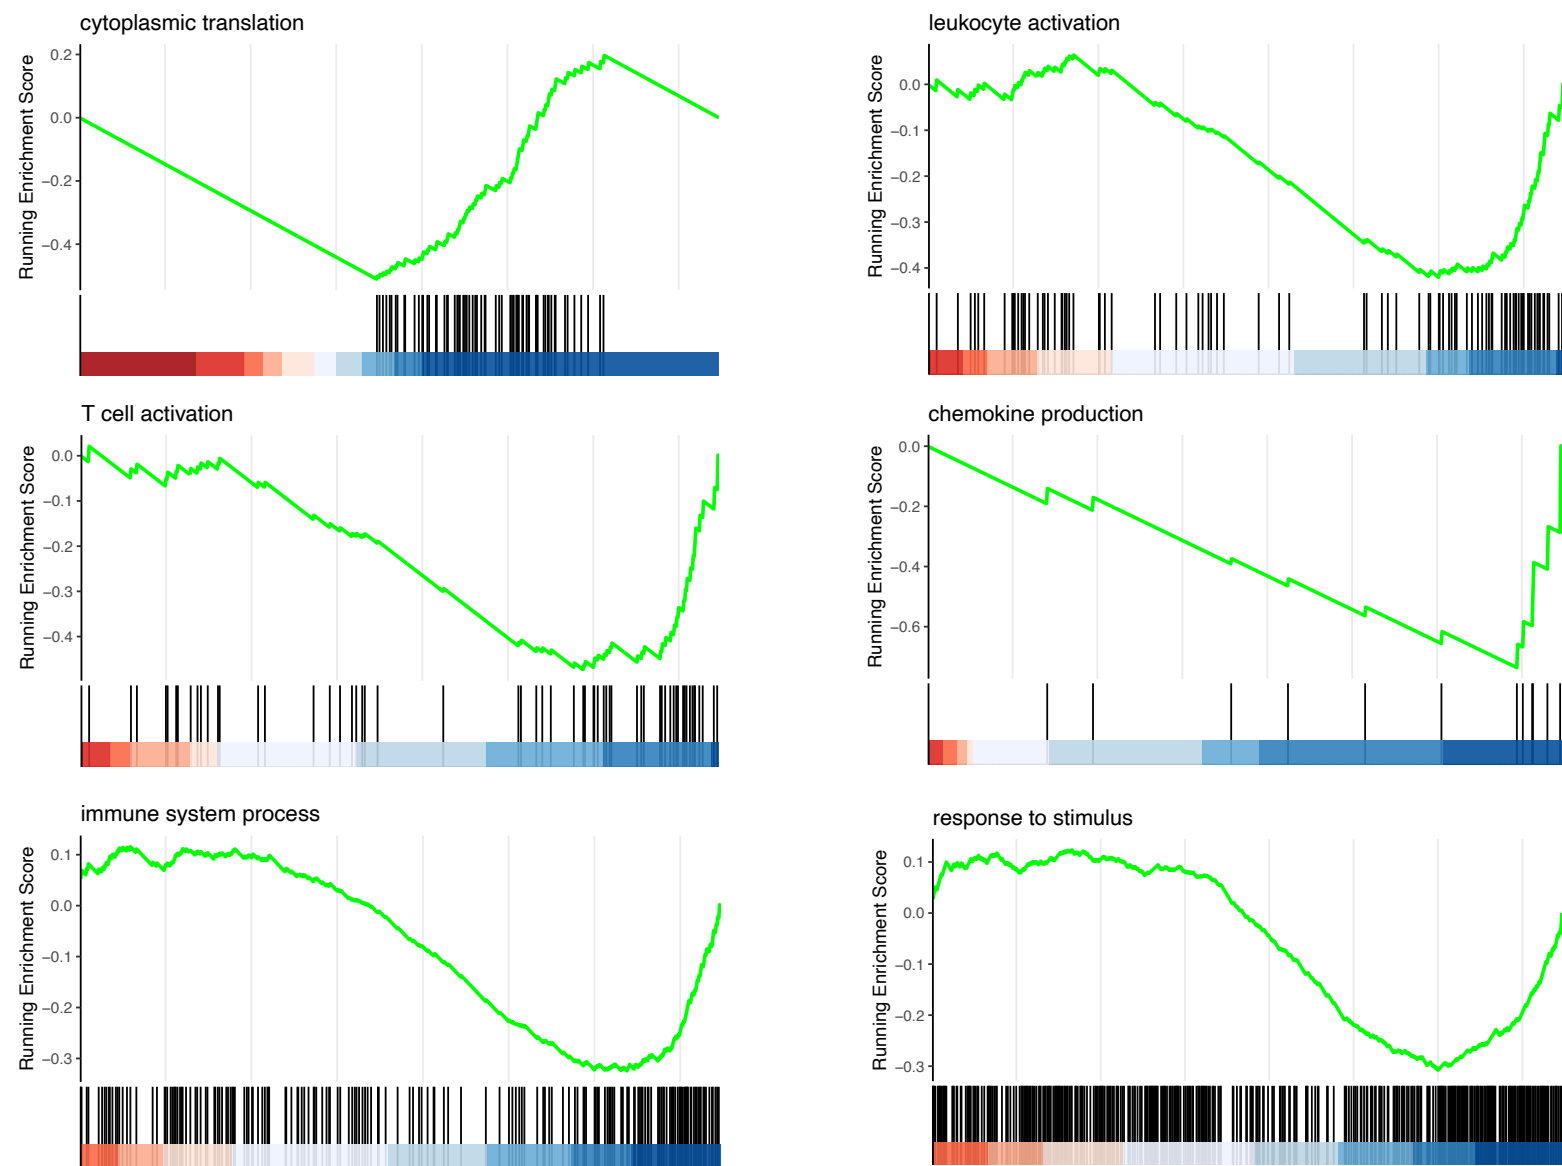 cytoplasmic translation
Running Enrichment Score
0.2
0.0
−0.2
−0.4
leukocyte activation
Running Enrichment Score
0.0
−0.1
−0.2
−0.3
−0.4
T cell activation
Running Enrichment Score
0.0
−0.1
−0.2
−0.3
−0.4
chemokine production
Running Enrichment Score
0.0
−0.2
−0.4
−0.6
immune system process
Running Enrichment Score
0.1
0.0
−0.1
−0.2
−0.3
response to stimulus
Running Enrichment Score
0.1
0.0
−0.1
−0.2
−0.3